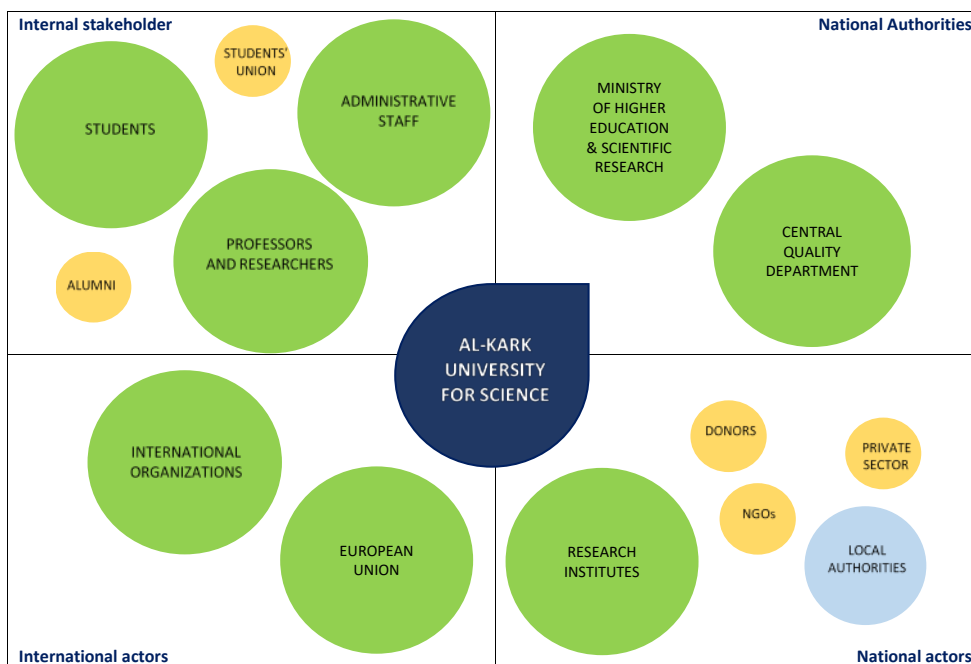 Internal stakeholder
STUDENTS'
UNION
STUDENTS
ADMINISTRATIVE
STAFF
PROFESSORS
AND RESEARCHERS
ALUMNI
National Authorities
MINISTRY
OF HIGHER
EDUCATION
& SCIENTIFIC
RESEARCH
CENTRAL
QUALITY
DEPARTMENT
AL-KARK
UNIVERSITY
FOR SCIENCE
INTERNATIONAL
ORGANIZATIONS
EUROPEAN
UNION
International actors
DONORS
PRIVATE
SECTOR
NGOs
RESEARCH
INSTITUTES
LOCAL
AUTHORITIES
National actors